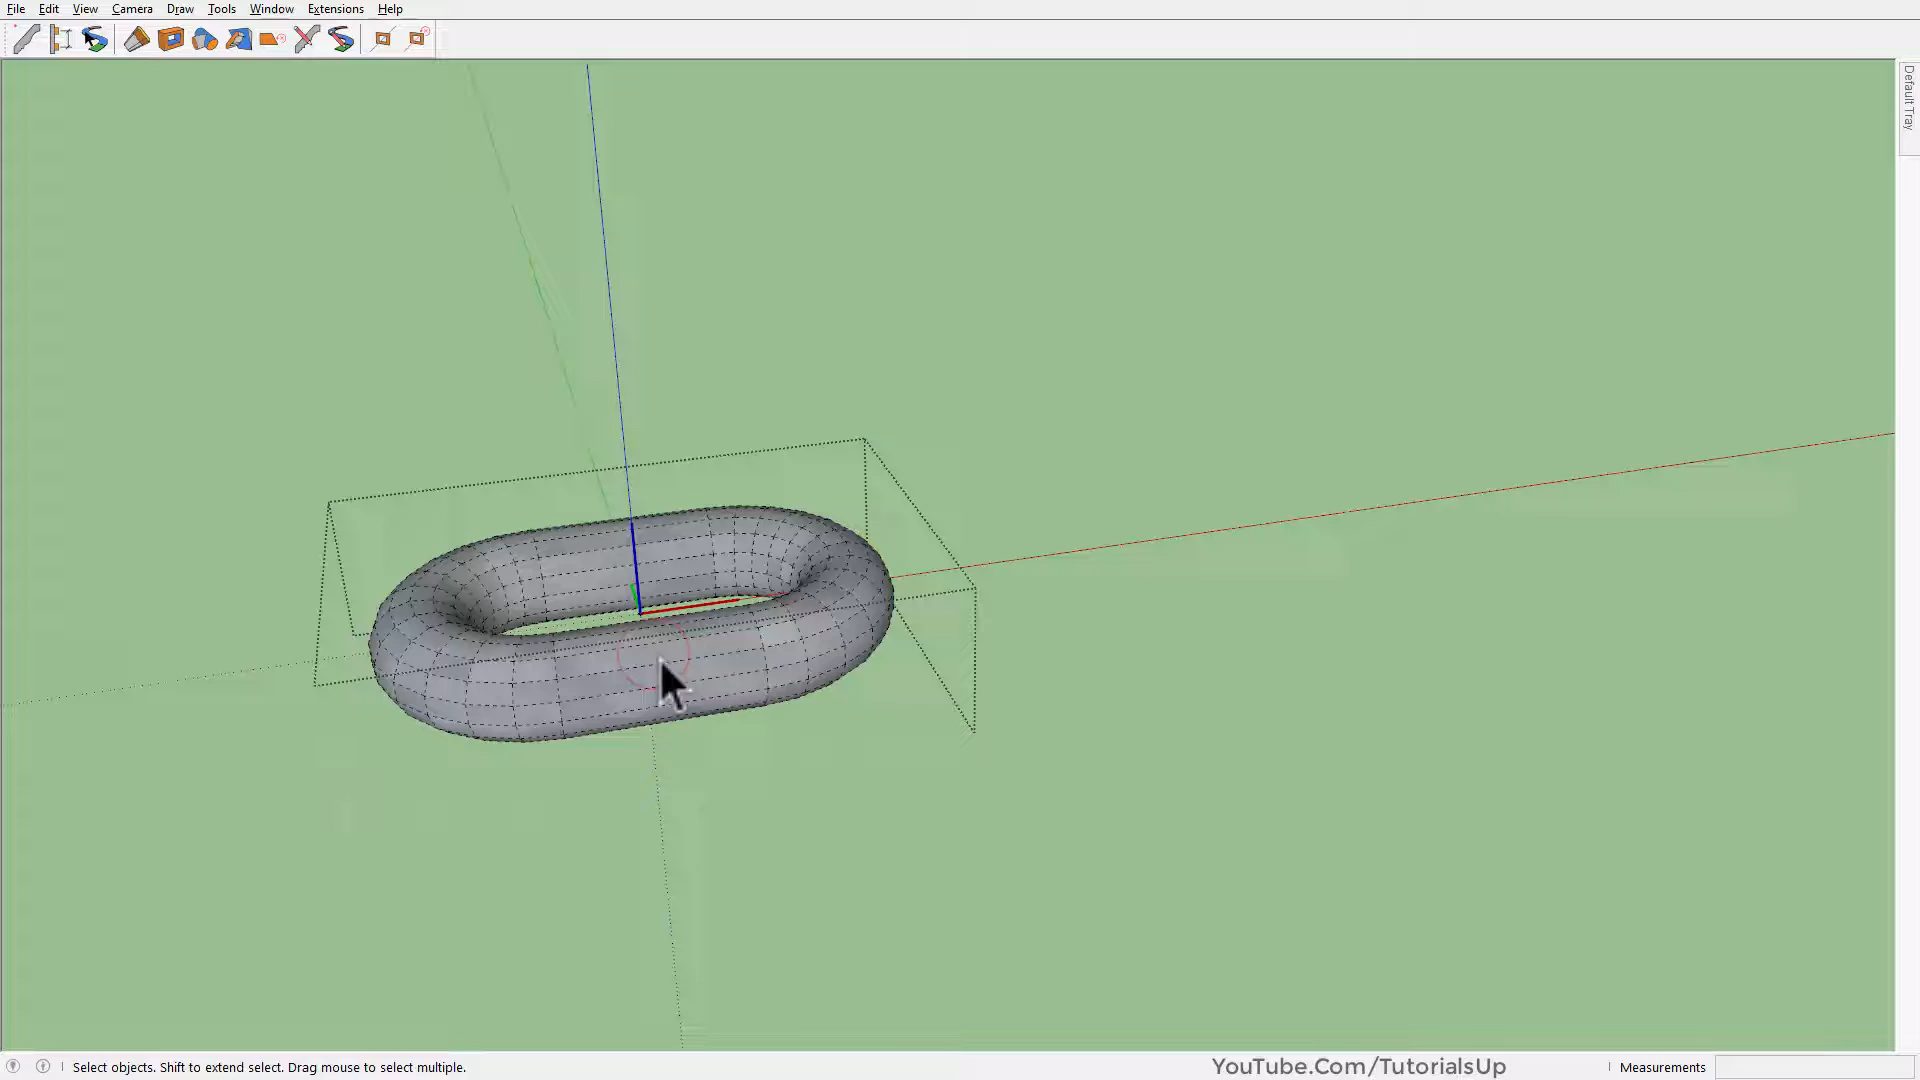 File Edit View Camera Draw Tools Window Extensions Help
Default Tray
Select objects. Shift to extend select. Drag mouse to select multiple.
YouTube.Com/TutorialsUp
Measurements